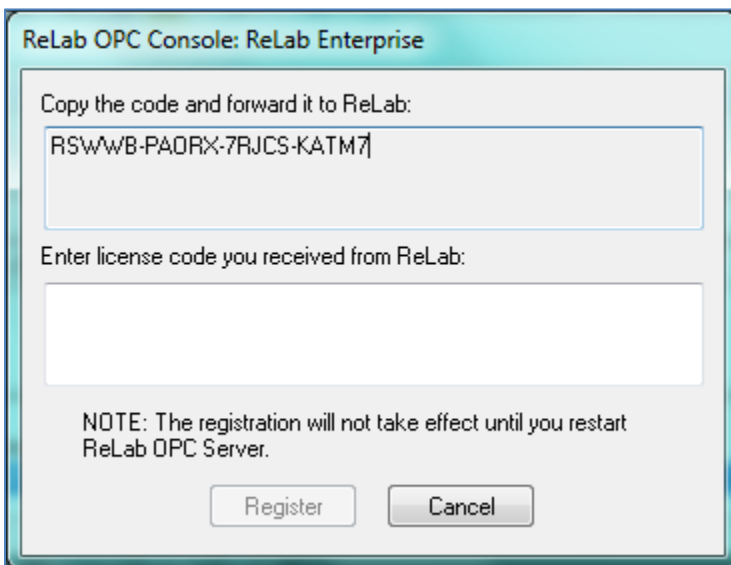 ReLab OPC Console: ReLab Enterprise
Copy the code and forward it to ReLab:
RSWWB-PAORX-7RJCS-KATM7
Enter license code you received from ReLab:
NOTE: The registration will not take effect until you restart
ReLab OPC Server.
Register Cancel